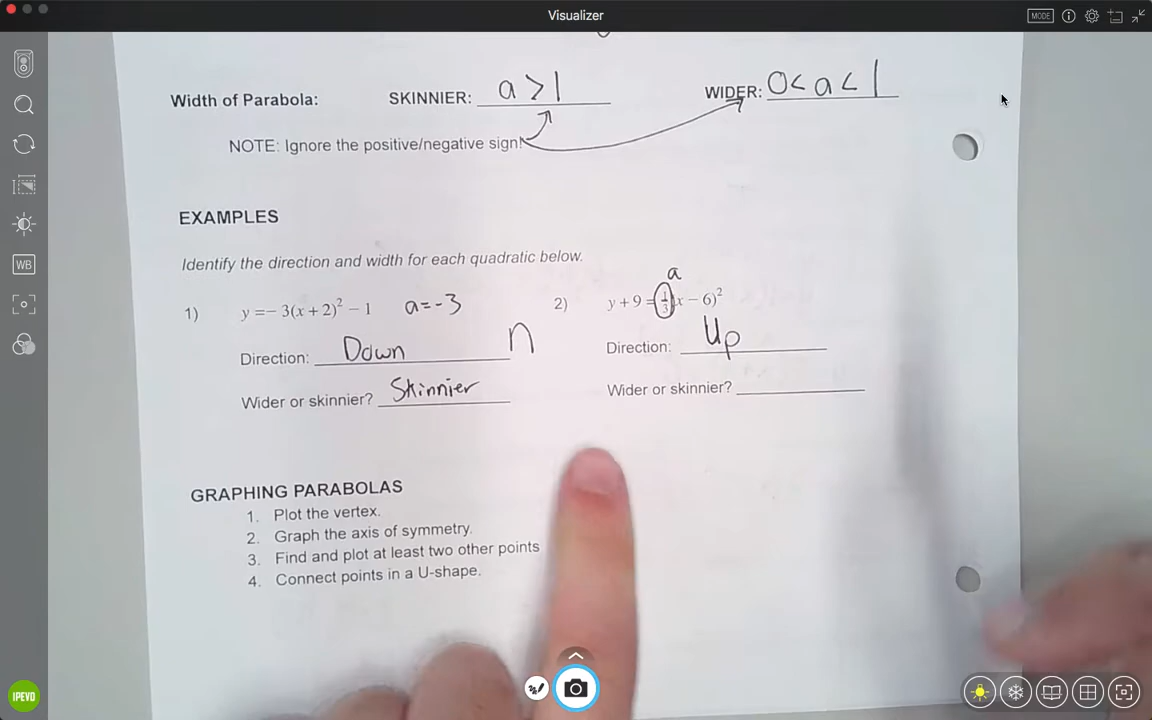 Visualizer
MODE
Width of Parabola: SKINNIER: a > 1 WIDER: 0 < a < 1
NOTE: Ignore the positive/negative sign!
EXAMPLES
Identify the direction and width for each quadratic below.
a
1) y = − 3(x + 2)² − 1 a = -3 2) y + 9 = 1/3(x − 6)²
Direction: Down n Direction: Up
Wider or skinnier? Skinnier Wider or skinnier?
GRAPHING PARABOLAS
1. Plot the vertex.
2. Graph the axis of symmetry.
3. Find and plot at least two other points
4. Connect points in a U-shape.
WB
IPEVO